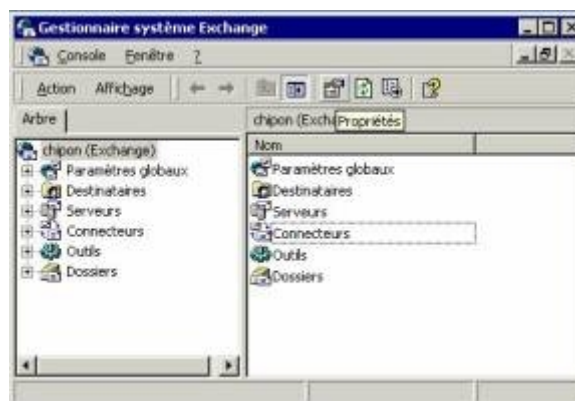 Gestionnaire système Exchange
Console Fenêtre ?
Action Affichage
Arbre
chipon (Exch
Propriétés
chipon (Exchange)
Paramètres globaux
Destinataires
Serveurs
Connecteurs
Outils
Dossiers
Nom
Paramètres globaux
Destinataires
Serveurs
Connecteurs
Outils
Dossiers